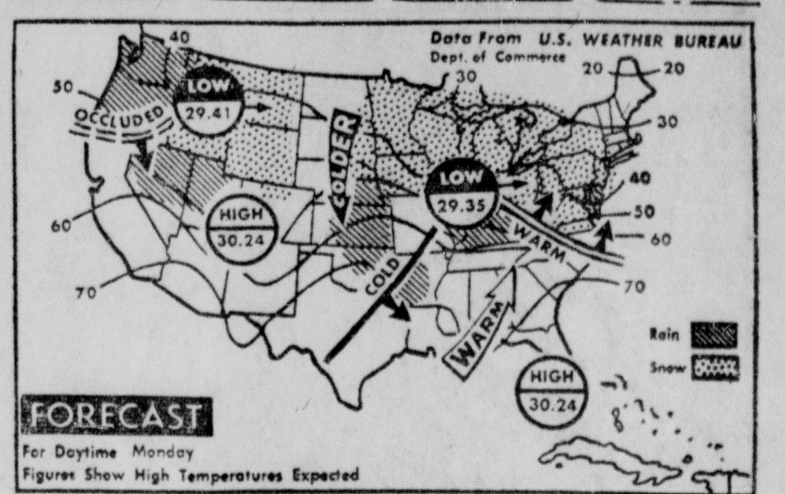 Data From U.S. WEATHER BUREAU
Dept. of Commerce
40
30
20
20
50
OCCLUDED
LOW
29.41
COLDER
30
LOW
29.35
40
HIGH
30.24
50
60
WARM
60
70
COLD
70
WARM
Rain
Snow
HIGH
30.24
FORECAST
For Daytime Monday
Figures Show High Temperatures Expected